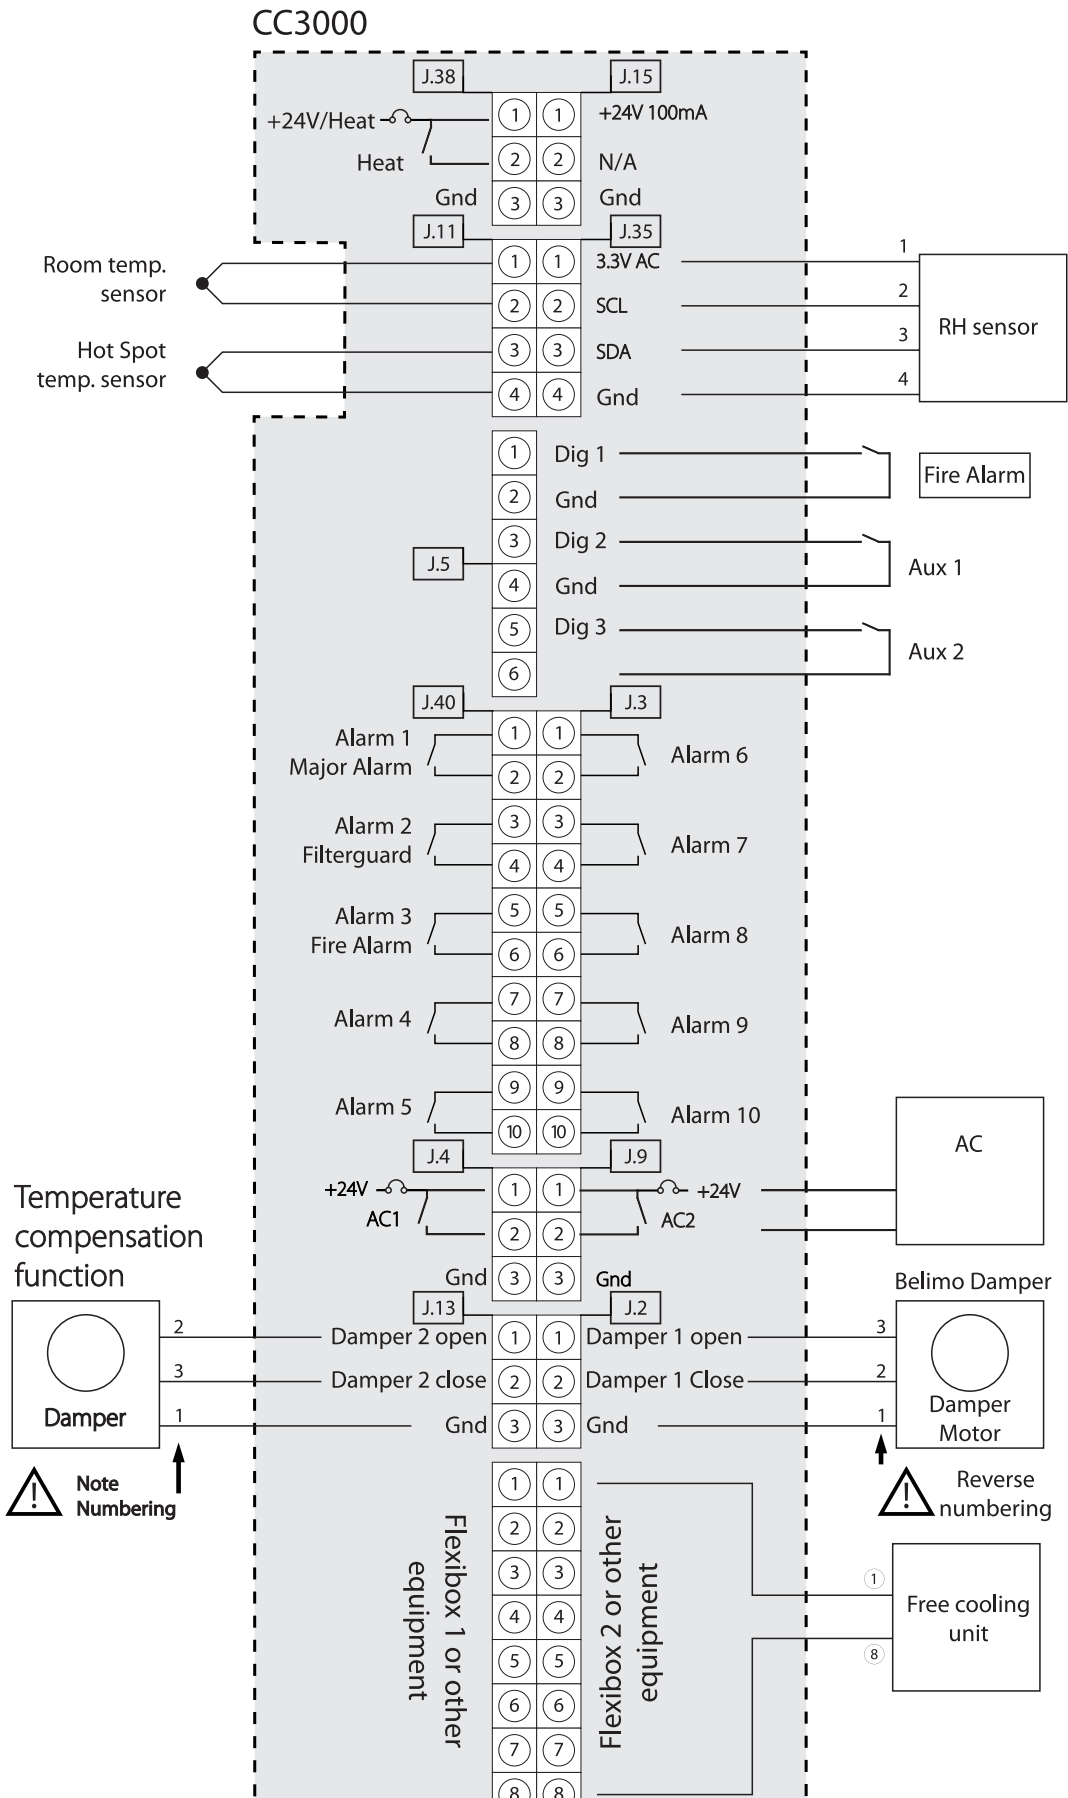 CC3000
J.38
J.15
+24V/Heat
1 1
+24V 100mA
Heat
2 2
N/A
Gnd
3 3
Gnd
J.11
J.35
Room temp.
sensor
1 1
3.3V AC
1
2 2
SCL
2
RH sensor
Hot Spot
temp. sensor
3 3
SDA
3
4 4
Gnd
4
1
Dig 1
Fire Alarm
2
Gnd
3
Dig 2
J.5
Aux 1
4
Gnd
5
Dig 3
Aux 2
6
J.40
J.3
Alarm 1
Major Alarm
1 1
2 2
Alarm 6
Alarm 2
Filterguard
3 3
4 4
Alarm 7
Alarm 3
Fire Alarm
5 5
6 6
Alarm 8
Alarm 4
7 7
8 8
Alarm 9
Alarm 5
9 9
10 10
Alarm 10
J.4
J.9
AC
+24V
1 1
+24V
AC1
2 2
AC2
Gnd
3 3
Gnd
Temperature
compensation
function
J.13
J.2
Belimo Damper
2
Damper 2 open
1 1
Damper 1 open
3
3
Damper 2 close
2 2
Damper 1 Close
2
Damper
1
Gnd
3 3
Gnd
1
Damper
Motor
!
Note
Numbering
!
Reverse
numbering
1 1
2 2
3 3
4 4
5 5
6 6
7 7
8 8
Flexibox 1 or other
equipment
Flexibox 2 or other
equipment
1
Free cooling
unit
8